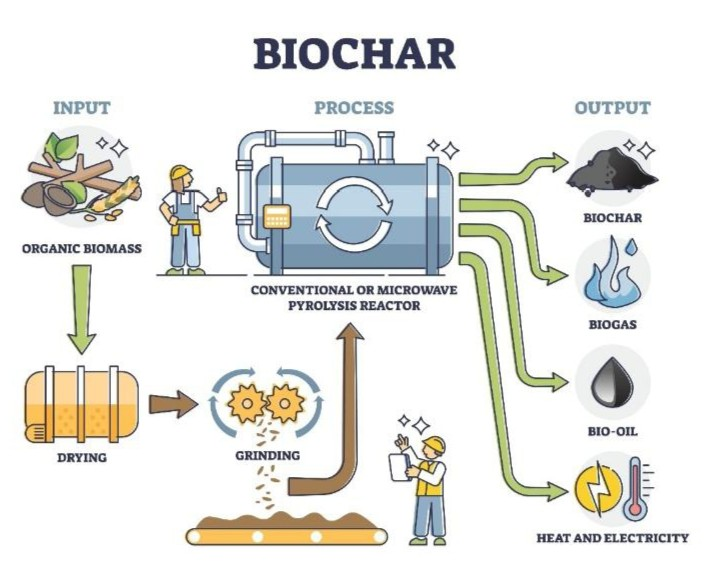 BIOCHAR
INPUT
PROCESS
OUTPUT
ORGANIC BIOMASS
CONVENTIONAL OR MICROWAVE
PYROLYSIS REACTOR
BIOCHAR
BIOGAS
BIO-OIL
DRYING
GRINDING
HEAT AND ELECTRICITY